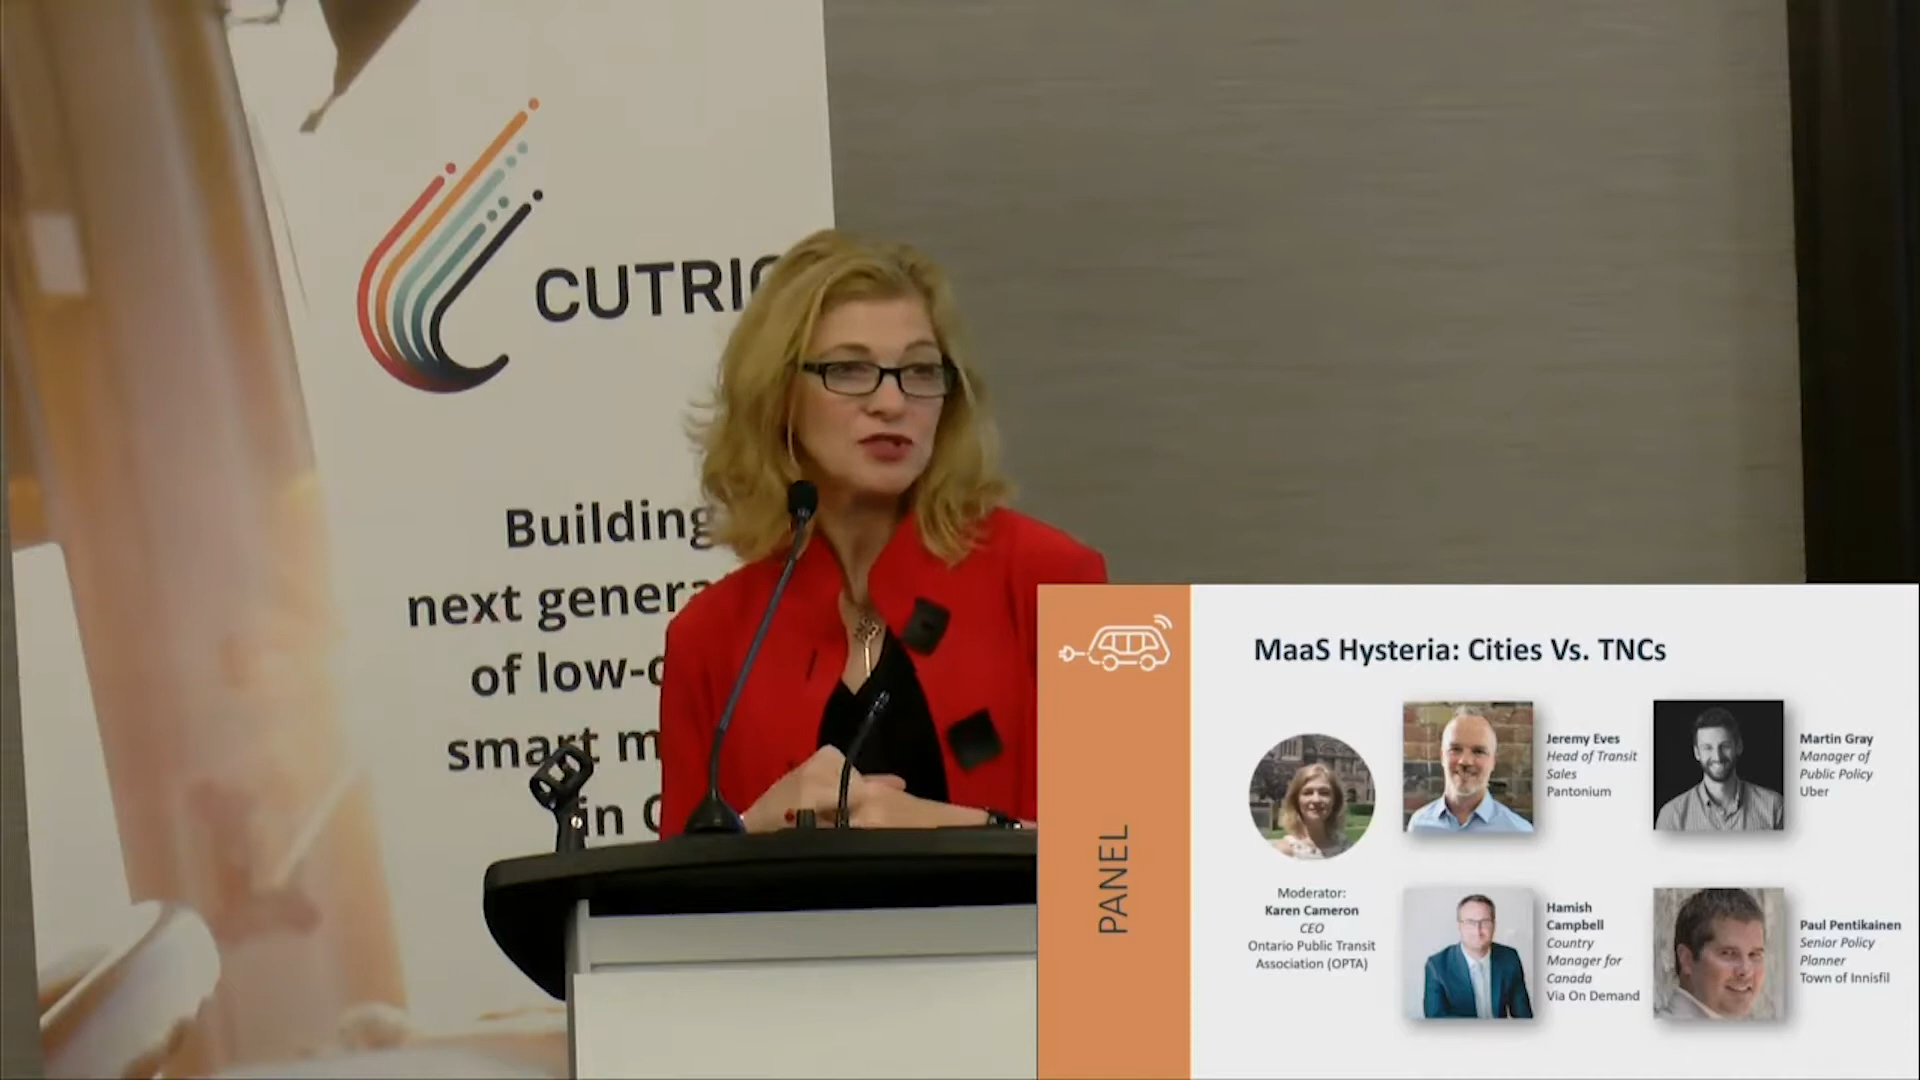 CUTRIC
Building
next genera
of low-c
smart m
in C
PANEL
MaaS Hysteria: Cities Vs. TNCs
Moderator:
Karen Cameron
CEO
Ontario Public Transit
Association (OPTA)
Jeremy Eves
Head of Transit
Sales
Pantonium
Martin Gray
Manager of
Public Policy
Uber
Hamish
Campbell
Country
Manager for
Canada
Via On Demand
Paul Pentikainen
Senior Policy
Planner
Town of Innisfil